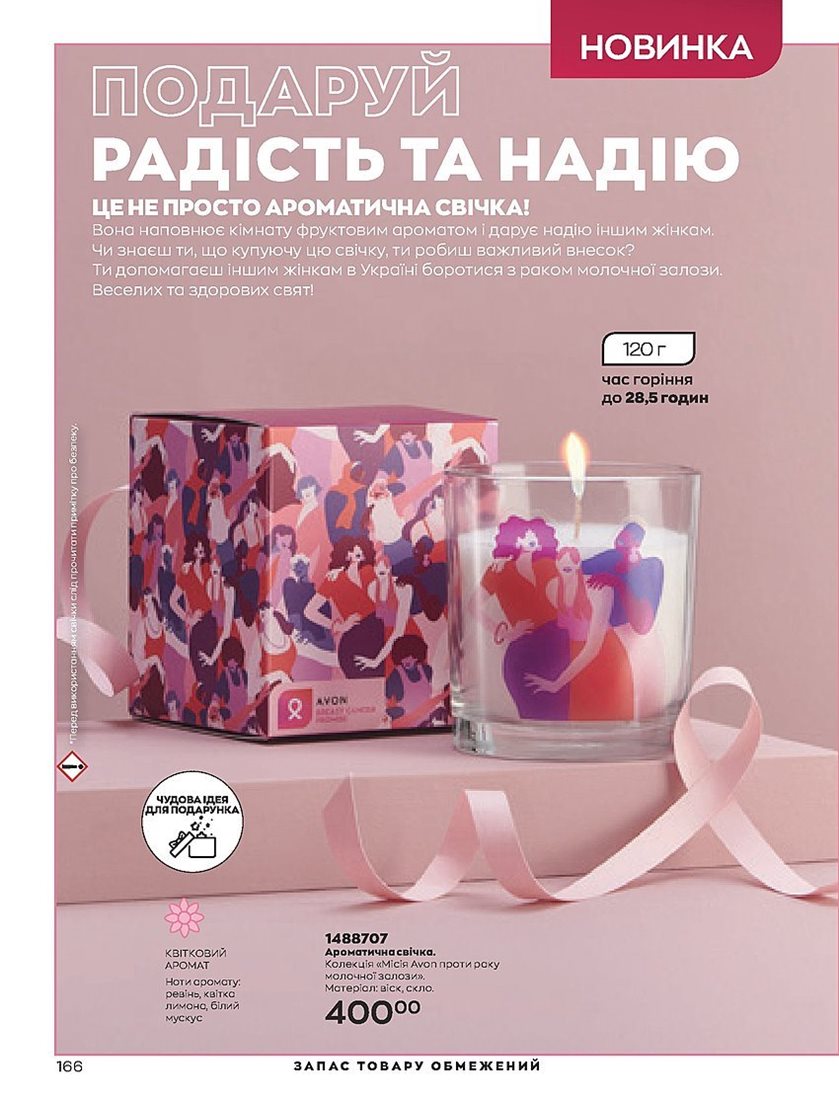 НОВИНКА
ПОДАРУЙ
РАДІСТЬ ТА НАДІЮ
ЦЕ НЕ ПРОСТО АРОМАТИЧНА СВІЧКА!
Вона наповнює кімнату фруктовим ароматом і дарує надію іншим жінкам.
Чи знаєш ти, що купуючу цю свічку, ти робиш важливий внесок?
Ти допомагаєш іншим жінкам в Україні боротися з раком молочної залози.
Веселих та здорових свят!
120 г
час горіння
до 28,5 годин
*Перед використанням свічки слід прочитати примітку про безпеку.
AVON
BREAST CANCER
PROMISE
ЧУДОВА ІДЕЯ
ДЛЯ ПОДАРУНКА
КВІТКОВИЙ
АРОМАТ
Ноти аромату:
ревінь, квітка
лимона, білий
мускус
1488707
Ароматична свічка.
Колекція «Місія Avon проти раку
молочної залози».
Матеріал: віск, скло.
400⁰⁰
166
ЗАПАС ТОВАРУ ОБМЕЖЕНИЙ